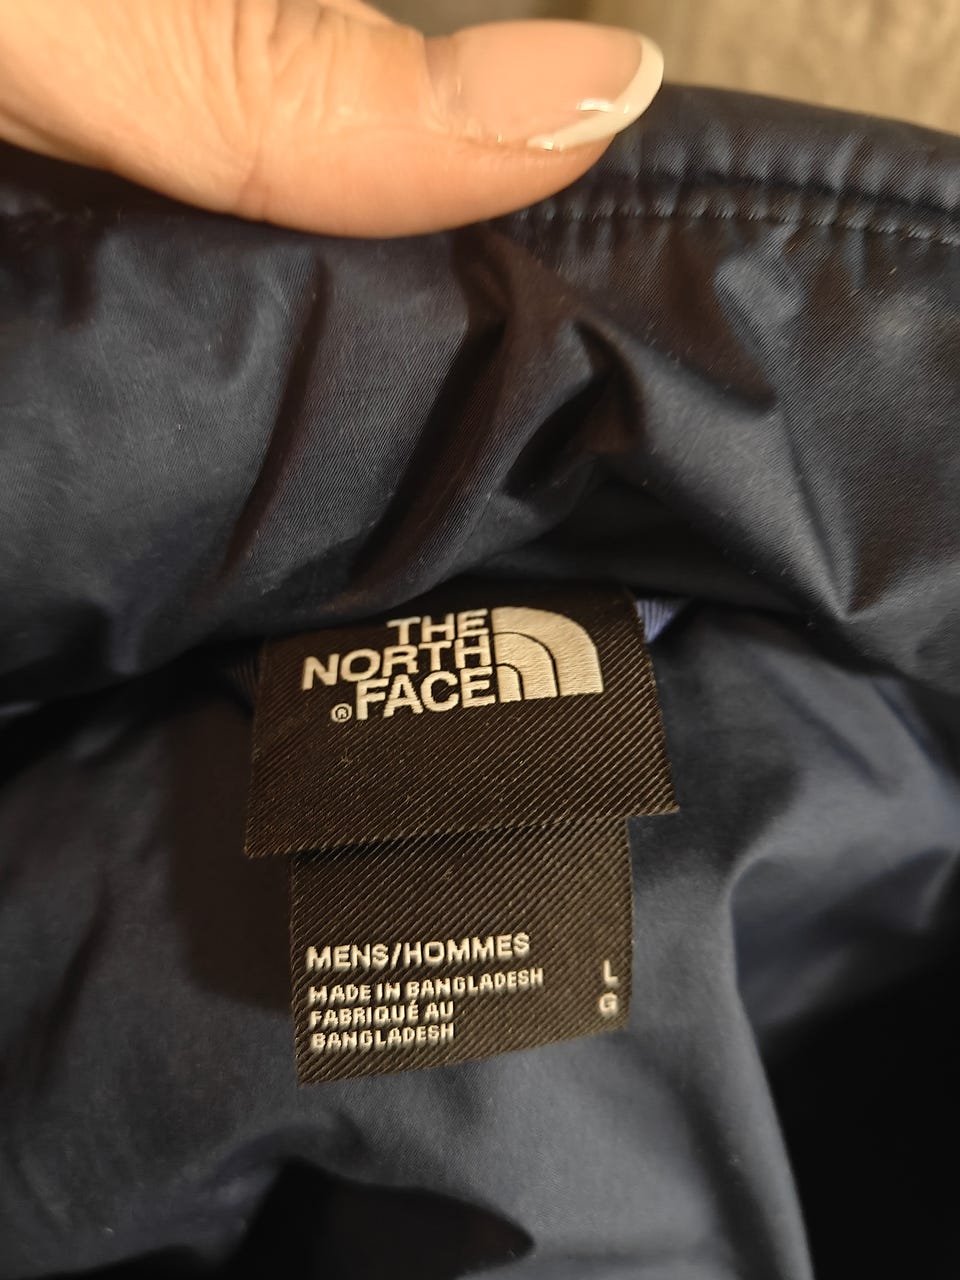 THE
NORTH
® FACE
MENS/HOMMES
MADE IN BANGLADESH
FABRIQUÉ AU
BANGLADESH
L
G